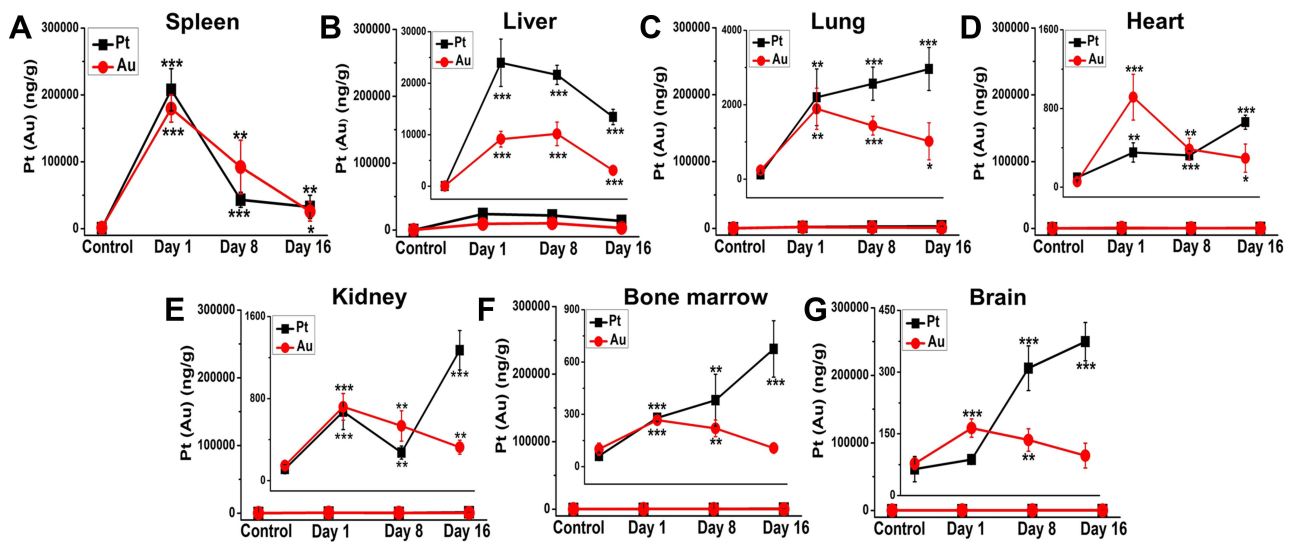 A
Spleen
Pt (Au) (ng/g)
300000
200000
100000
0
Pt
Au
***
***
**
***
**
*
Control Day 1 Day 8 Day 16
B
Liver
Pt (Au) (ng/g)
300000
200000
100000
0
30000
20000
10000
0
Pt
Au
***
***
***
***
***
***
Control Day 1 Day 8 Day 16
C
Lung
Pt (Au) (ng/g)
300000
200000
100000
0
4000
2000
0
Pt
Au
**
***
***
**
***
*
Control Day 1 Day 8 Day 16
D
Heart
Pt (Au) (ng/g)
300000
200000
100000
0
1600
800
0
Pt
Au
***
**
**
***
***
*
Control Day 1 Day 8 Day 16
E
Kidney
Pt (Au) (ng/g)
300000
200000
100000
0
1600
800
0
Pt
Au
***
***
**
**
***
**
Control Day 1 Day 8 Day 16
F
Bone marrow
Pt (Au) (ng/g)
300000
200000
100000
0
900
600
300
0
Pt
Au
***
***
**
**
***
Control Day 1 Day 8 Day 16
G
Brain
Pt (Au) (ng/g)
300000
200000
100000
0
450
300
150
0
Pt
Au
***
***
**
***
Control Day 1 Day 8 Day 16